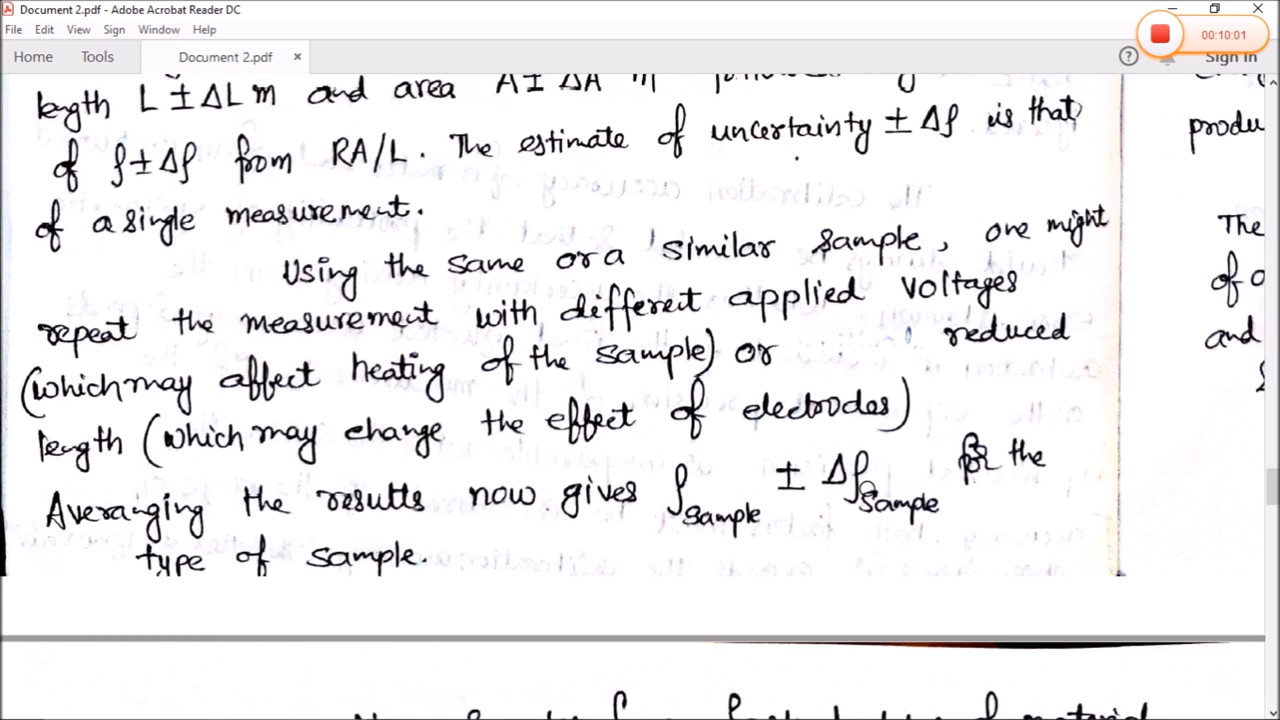 Document 2.pdf - Adobe Acrobat Reader DC
File Edit View Sign Window Help
00:10:01
Home Tools Document 2.pdf × Sign In
length L ± ΔL m and area A ± ΔA m
of ρ ± Δρ from RA/L. The estimate of uncertainty ± Δρ is that
of a single measurement.
Using the same or a similar sample, one might
repeat the measurement with different applied voltages
(which may affect heating of the sample) or reduced
length (which may change the effect of electrodes)
Averanging the results now gives ρsample ± Δρsample for the
type of sample
produ
The
of
and
of material